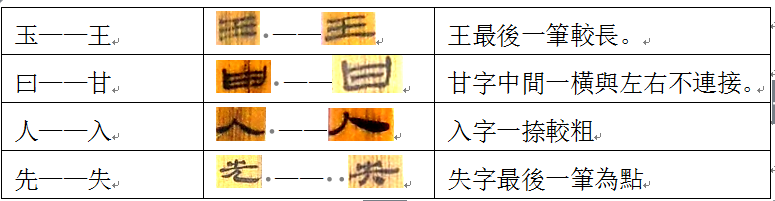 玉——王 ——  王最後一筆較長。
曰——甘 —— 甘字中間一橫與左右不連接。
人——入 —— 入字一捺較粗
先——失 —— 失字最後一筆為點